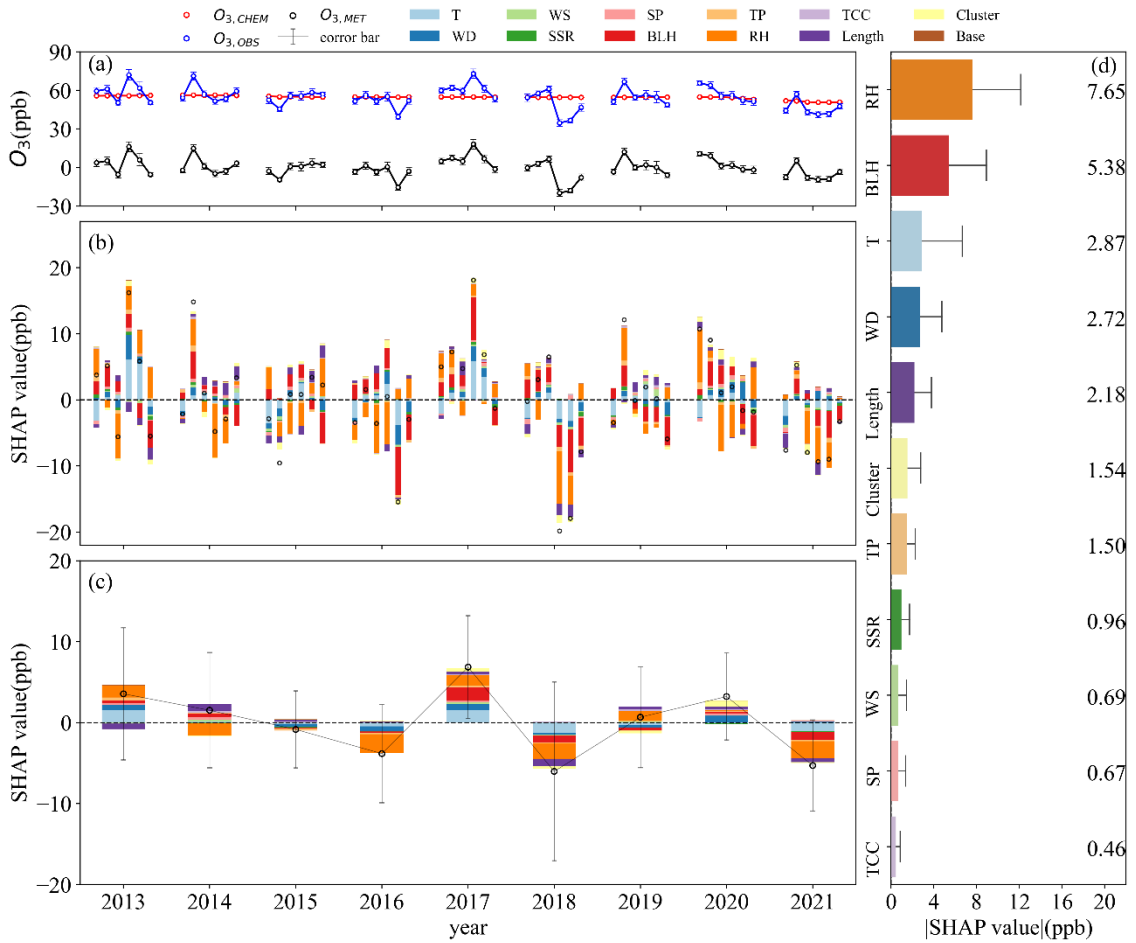 O3,CHEM O3,MET T WS SP TP TCC Cluster
O3,OBS corror bar WD SSR BLH RH Length Base
(a)
O3(ppb)
90
60
30
0
−30
(b)
SHAP value(ppb)
20
10
0
−10
−20
(c)
SHAP value(ppb)
20
10
0
−10
−20
2013 2014 2015 2016 2017 2018 2019 2020 2021
year
(d)
RH 7.65
BLH 5.38
T 2.87
WD 2.72
Length 2.18
Cluster 1.54
TP 1.50
SSR 0.96
WS 0.69
SP 0.67
TCC 0.46
0 4 8 12 16 20 22
|SHAP value|(ppb)